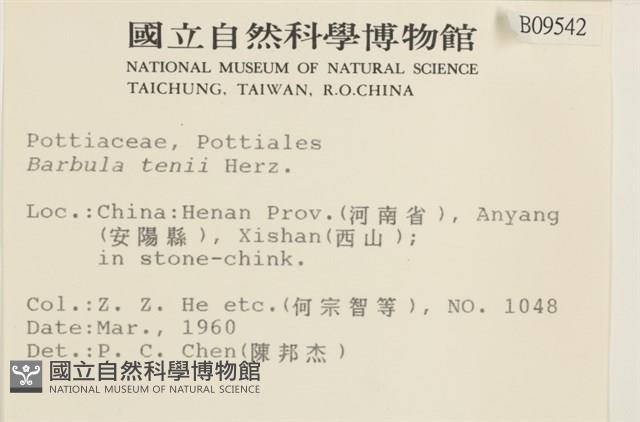 國立自然科學博物館
B09542
NATIONAL MUSEUM OF NATURAL SCIENCE
TAICHUNG, TAIWAN, R.O.CHINA
Pottiaceae, Pottiales
Barbula tenii Herz.
Loc.:China:Henan Prov.(河南省), Anyang
(安陽縣), Xishan(西山);
in stone-chink.
Col.:Z. Z. He etc.(何宗智等), NO. 1048
Date:Mar., 1960
Det.:P. C. Chen(陳邦杰)
國立自然科學博物館
NATIONAL MUSEUM OF NATURAL SCIENCE